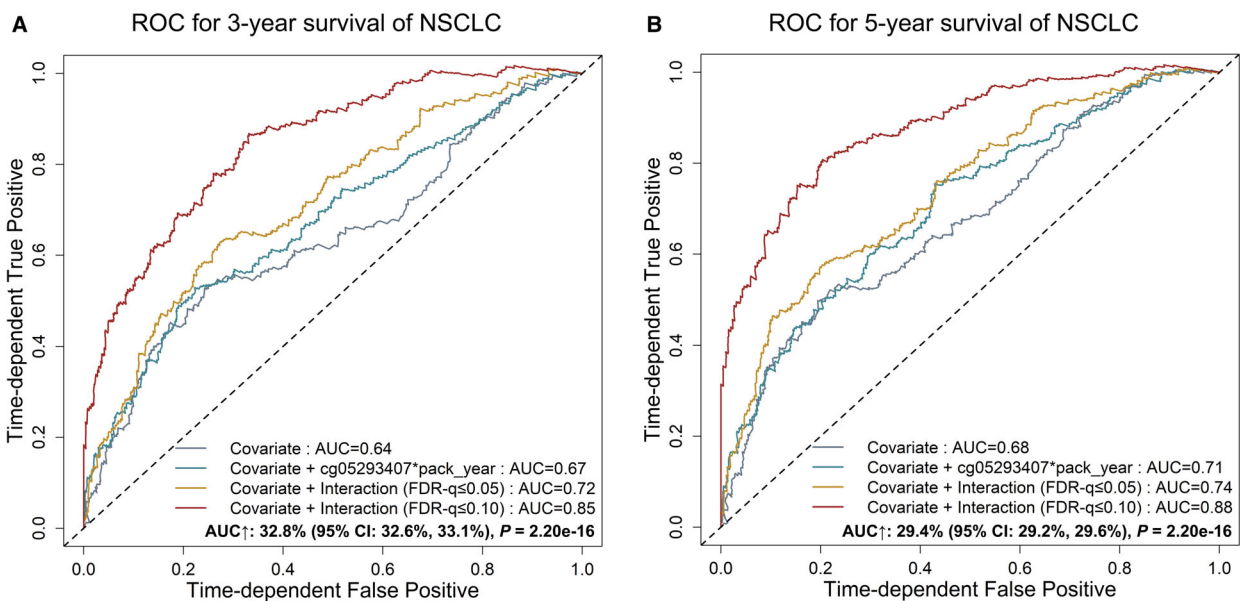 A
ROC for 3-year survival of NSCLC
Time-dependent True Positive
1.0
0.8
0.6
0.4
0.2
0.0
Covariate : AUC=0.64
Covariate + cg05293407*pack_year : AUC=0.67
Covariate + Interaction (FDR-q≤0.05) : AUC=0.72
Covariate + Interaction (FDR-q≤0.10) : AUC=0.85
AUC↑: 32.8% (95% CI: 32.6%, 33.1%), P = 2.20e-16
0.0 0.2 0.4 0.6 0.8 1.0
Time-dependent False Positive
B
ROC for 5-year survival of NSCLC
Time-dependent True Positive
1.0
0.8
0.6
0.4
0.2
0.0
Covariate : AUC=0.68
Covariate + cg05293407*pack_year : AUC=0.71
Covariate + Interaction (FDR-q≤0.05) : AUC=0.74
Covariate + Interaction (FDR-q≤0.10) : AUC=0.88
AUC↑: 29.4% (95% CI: 29.2%, 29.6%), P = 2.20e-16
0.0 0.2 0.4 0.6 0.8 1.0
Time-dependent False Positive